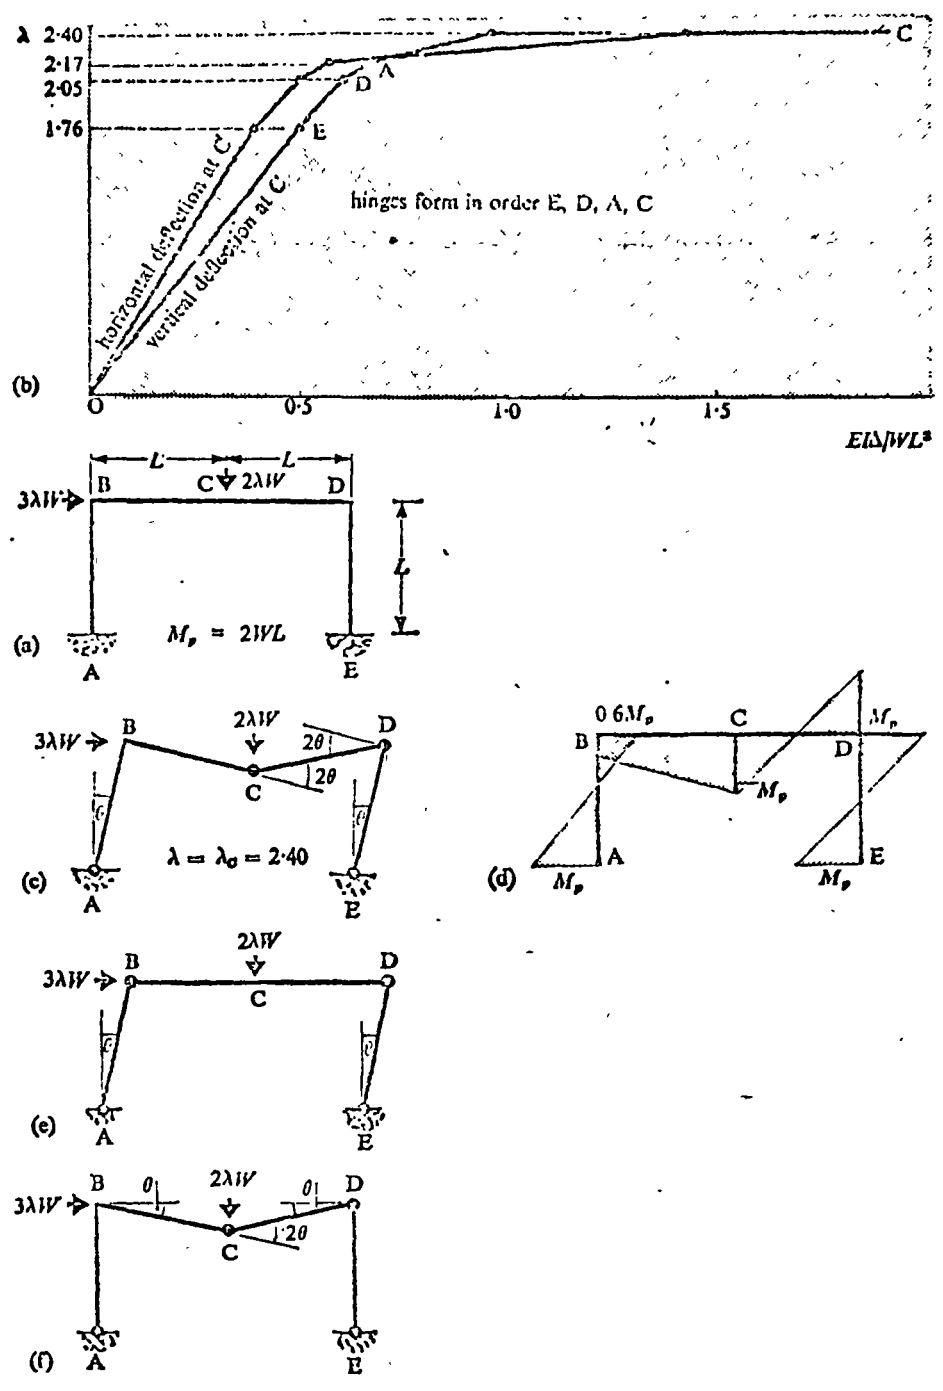 λ 2·40
2·17
2·05
1·76
C
A
D
E
horizontal deflection at C
vertical deflection at C
hinges form in order E, D, A, C
(b)
O 0·5 1·0 1·5
EIΔ/WL³
L L
B C 2λW D
3λW
L
(a) Mₚ = 2WL
A E
B 2λW D
3λW 2θ
C 2θ
θ θ
(c) λ = λc = 2·40
A E
0 6Mₚ C Mₚ
B D
Mₚ
A E
(d) Mₚ Mₚ
2λW
B D
3λW
C
θ θ
(e)
A E
B θ 2λW θ D
3λW
C 2θ
(f) A E